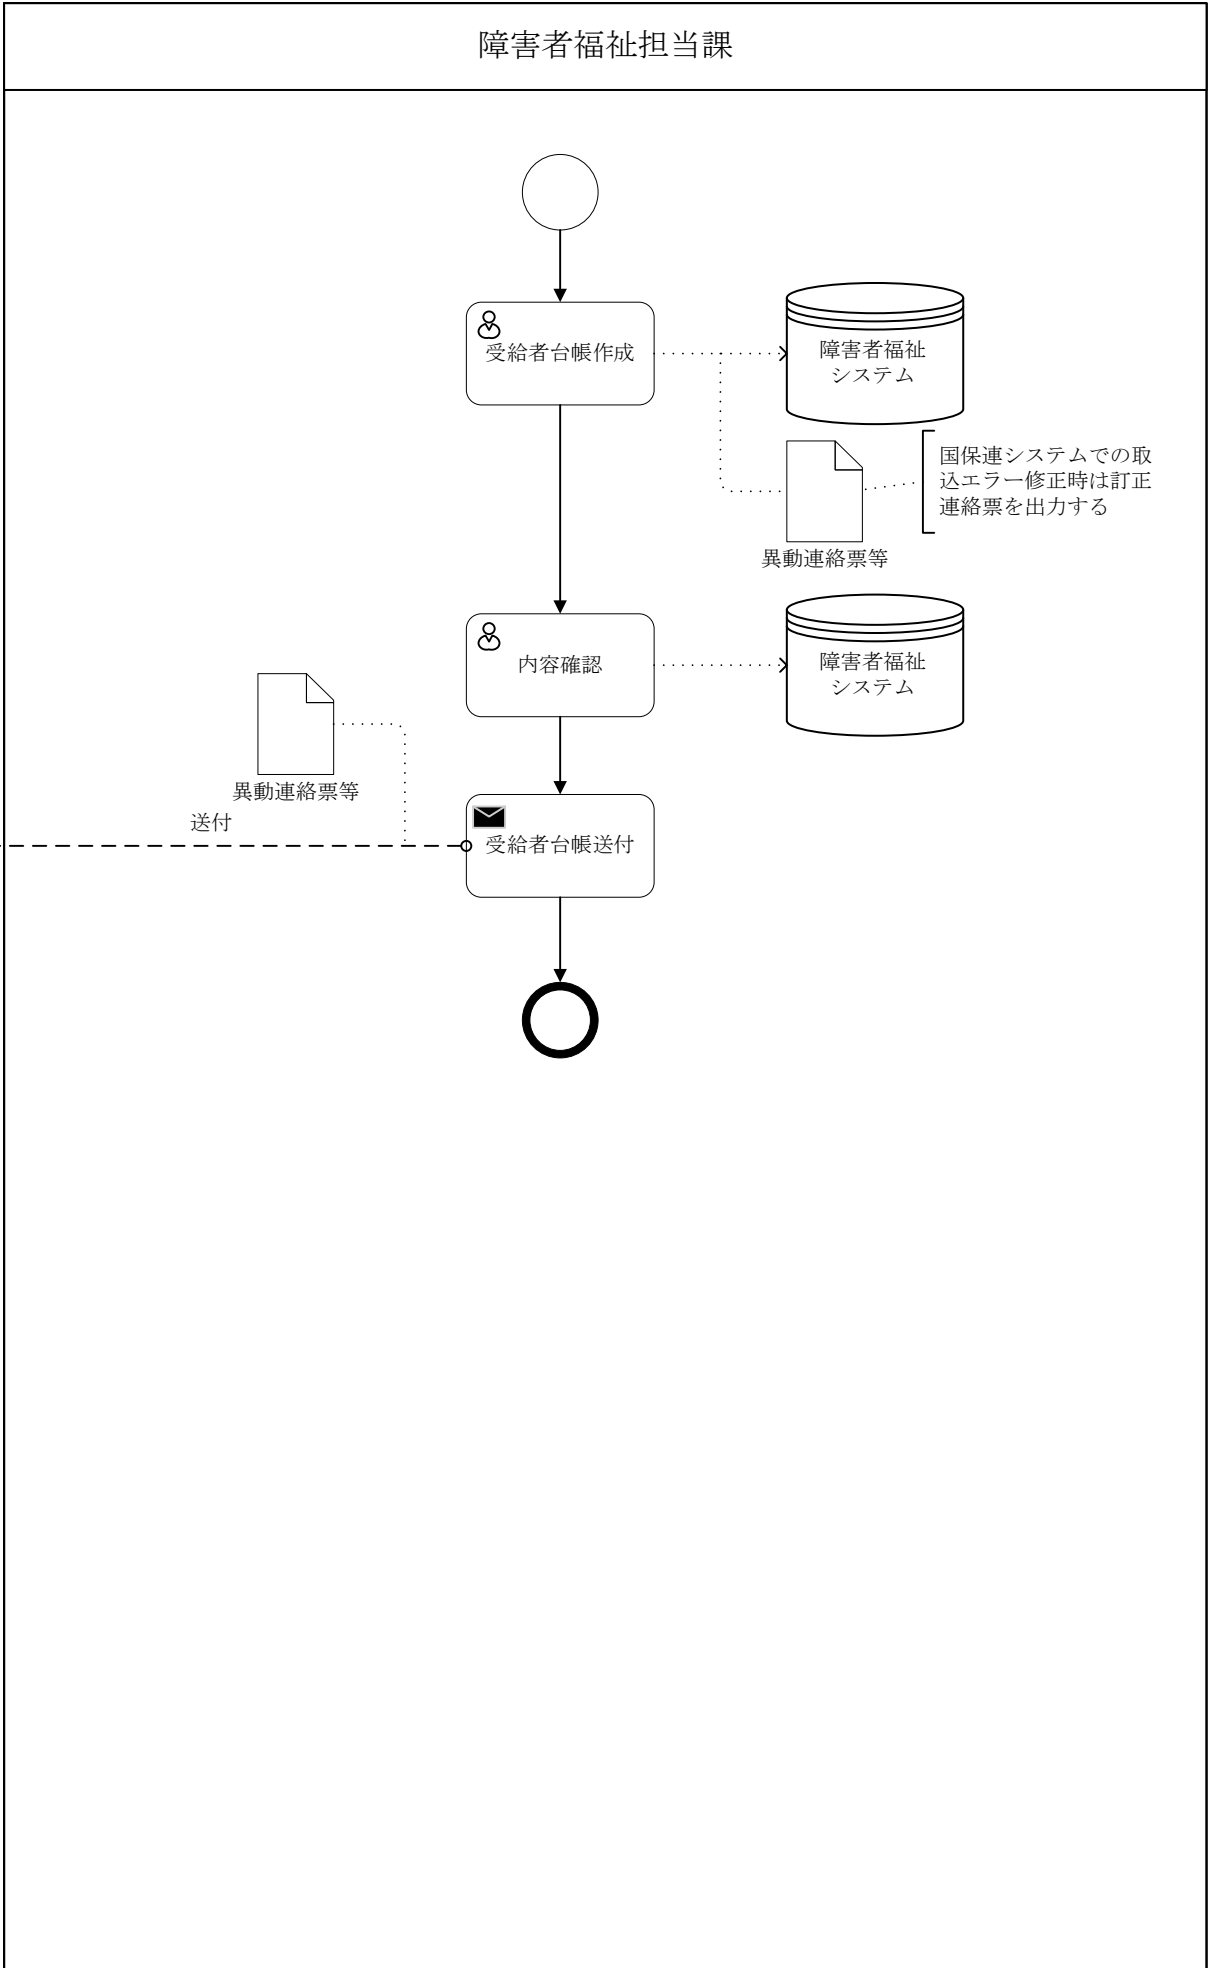 障害者福祉担当課
受給者台帳作成
障害者福祉
システム
国保連システムでの取
込エラー修正時は訂正
連絡票を出力する
異動連絡票等
内容確認
障害者福祉
システム
異動連絡票等
送付
受給者台帳送付